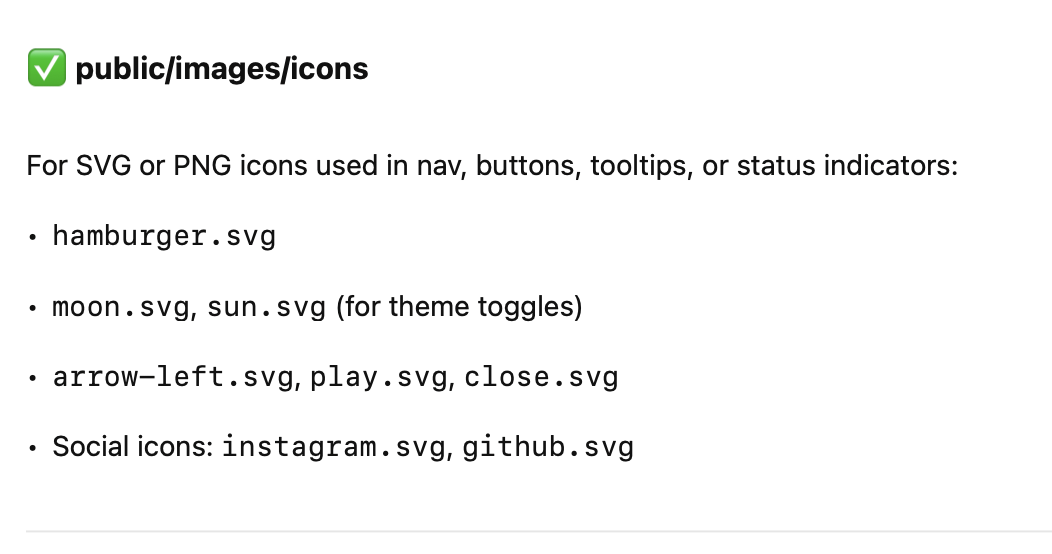 ✅ public/images/icons
For SVG or PNG icons used in nav, buttons, tooltips, or status indicators:
• hamburger.svg
• moon.svg, sun.svg (for theme toggles)
• arrow-left.svg, play.svg, close.svg
• Social icons: instagram.svg, github.svg